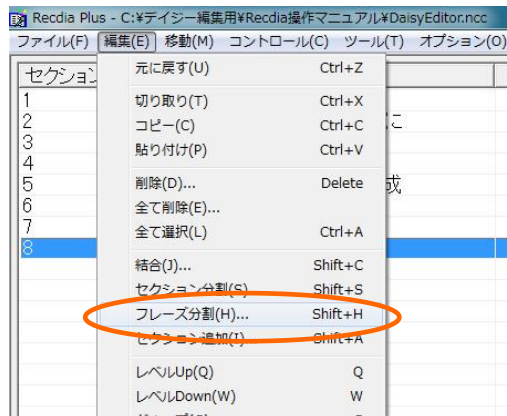 Recdia Plus - C:¥デイジー編集用¥Recdia操作マニュアル¥DaisyEditor.ncc
ファイル(F) 編集(E) 移動(M) コントロール(C) ツール(T) オプション(O)
セクション
元に戻す(U) Ctrl+Z
1
切り取り(T) Ctrl+X
2 コピー(C) Ctrl+C に
3
貼り付け(P) Ctrl+V
4
5 削除(D)... Delete 成
6
全て削除(E)...
7
全て選択(L) Ctrl+A
8
結合(J)... Shift+C
セクション分割(S) Shift+S
フレーズ分割(H)... Shift+H
セクション追加(I) Shift+A
レベルUp(Q) Q
レベルDown(W) W